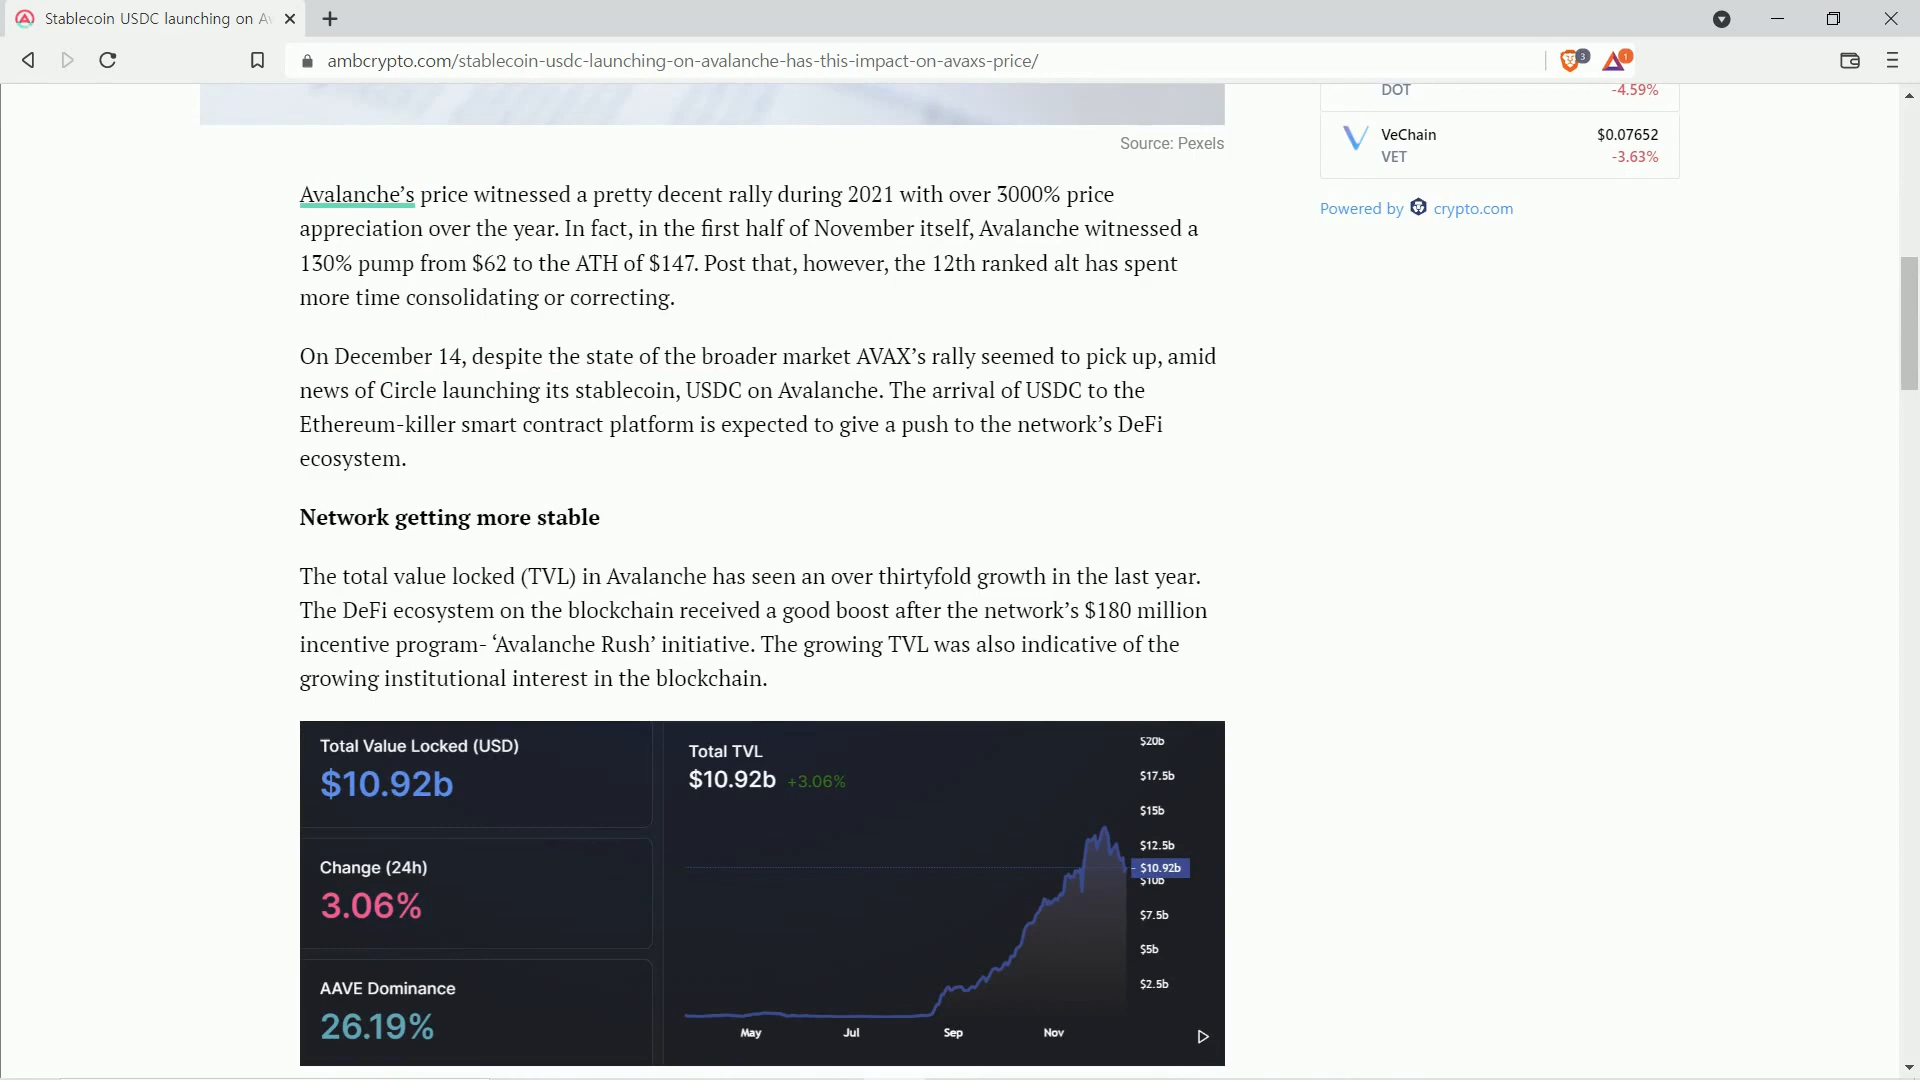 Stablecoin USDC launching on Av
ambcrypto.com/stablecoin-usdc-launching-on-avalanche-has-this-impact-on-avaxs-price/
3
1
DOT
-4.59%
VeChain
$0.07652
VET
-3.63%
Powered by crypto.com
Source: Pexels
Avalanche’s price witnessed a pretty decent rally during 2021 with over 3000% price
appreciation over the year. In fact, in the first half of November itself, Avalanche witnessed a
130% pump from $62 to the ATH of $147. Post that, however, the 12th ranked alt has spent
more time consolidating or correcting.
On December 14, despite the state of the broader market AVAX’s rally seemed to pick up, amid
news of Circle launching its stablecoin, USDC on Avalanche. The arrival of USDC to the
Ethereum-killer smart contract platform is expected to give a push to the network’s DeFi
ecosystem.
Network getting more stable
The total value locked (TVL) in Avalanche has seen an over thirtyfold growth in the last year.
The DeFi ecosystem on the blockchain received a good boost after the network’s $180 million
incentive program- ‘Avalanche Rush’ initiative. The growing TVL was also indicative of the
growing institutional interest in the blockchain.
Total Value Locked (USD)
$10.92b
Change (24h)
3.06%
AAVE Dominance
26.19%
Total TVL
$10.92b +3.06%
$20b
$17.5b
$15b
$12.5b
$10.92b
$10b
$7.5b
$5b
$2.5b
May Jul Sep Nov